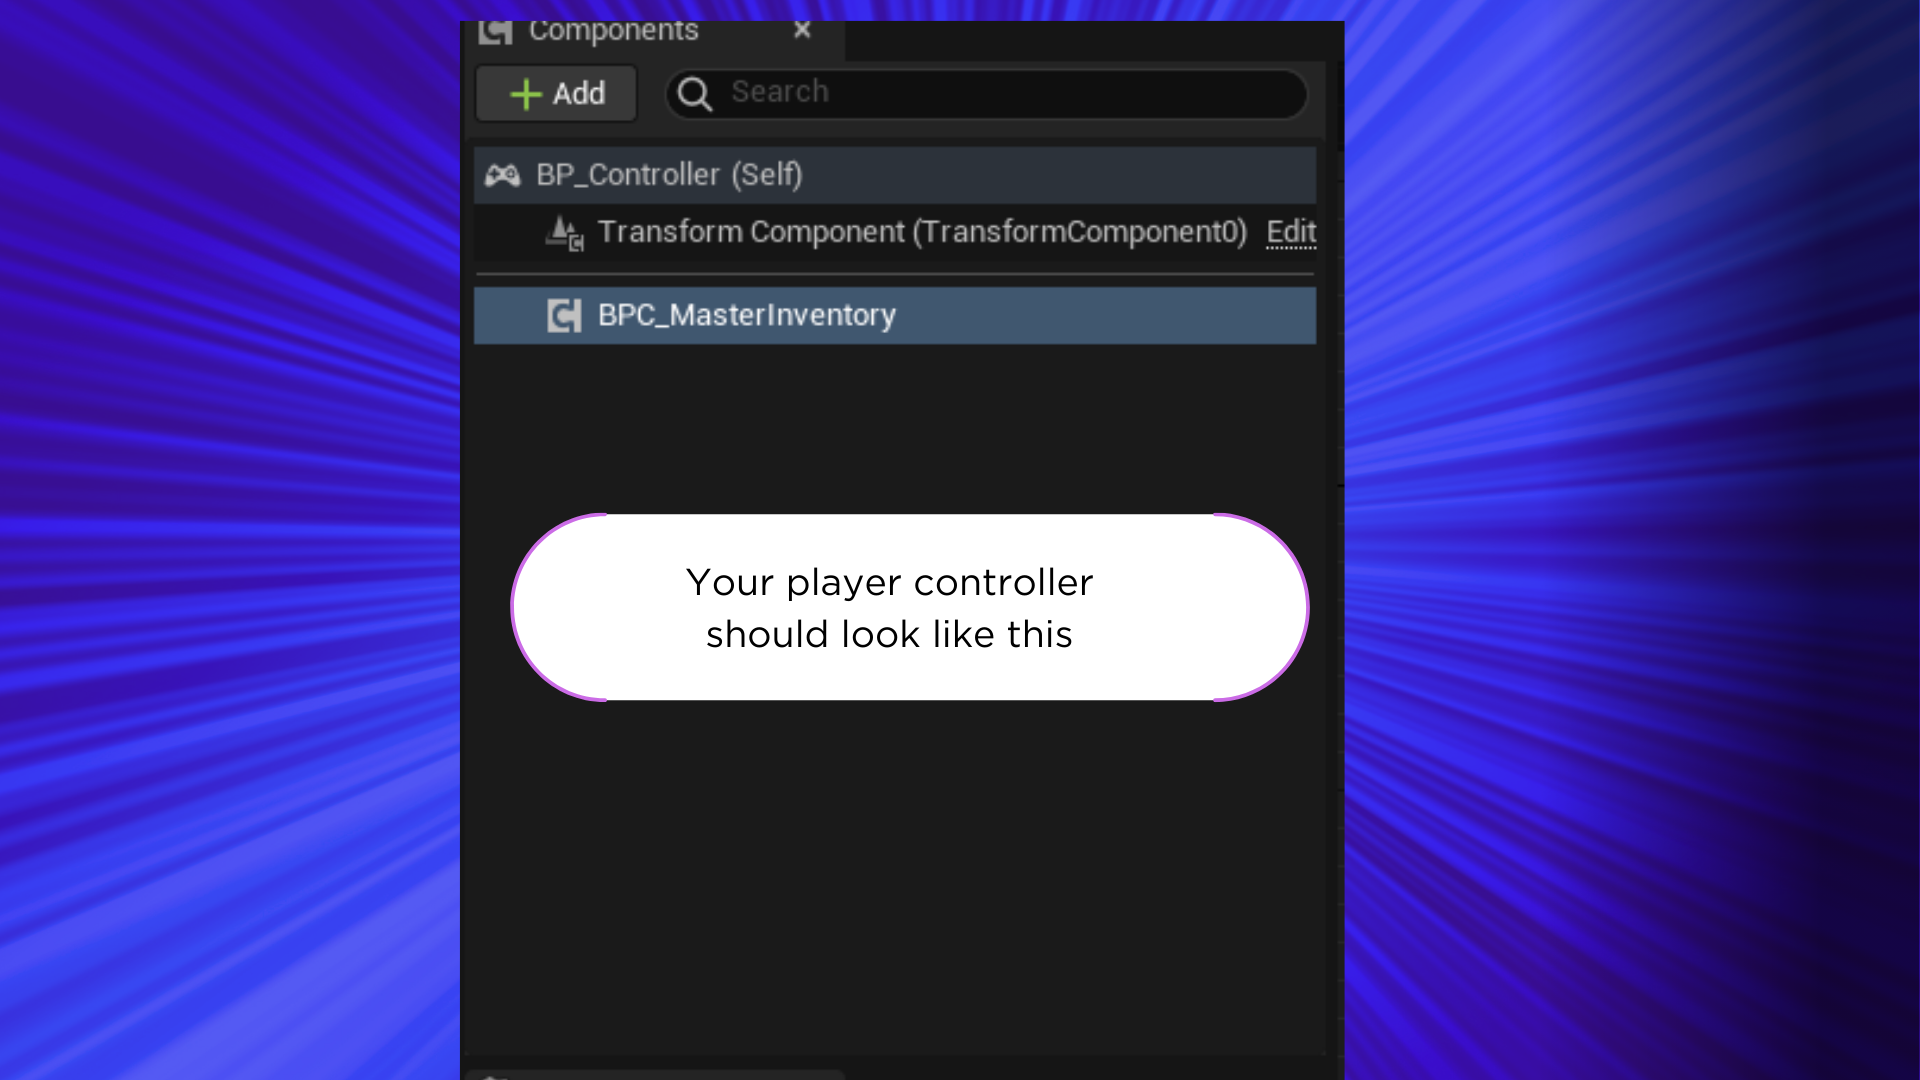 Components
Add
Search
BP_Controller (Self)
Transform Component (TransformComponent0) Edit
BPC_MasterInventory
Your player controller
should look like this